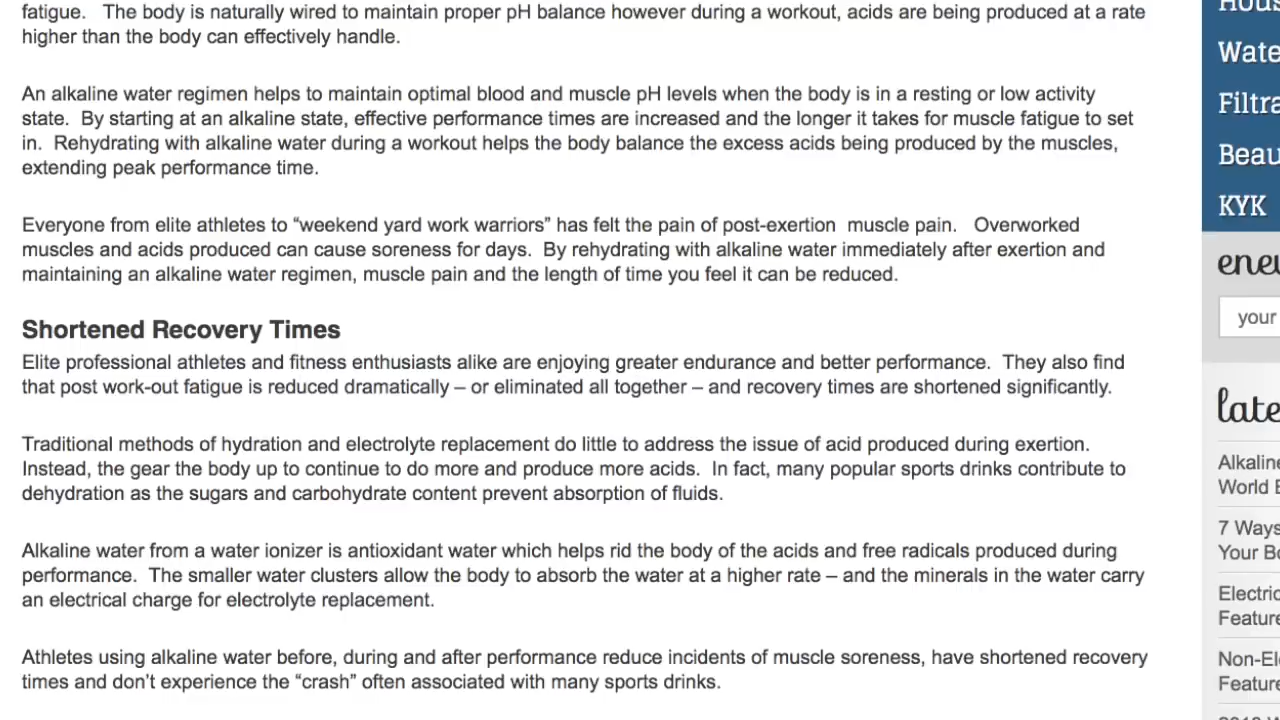 fatigue.   The body is naturally wired to maintain proper pH balance however during a workout, acids are being produced at a rate
higher than the body can effectively handle.
An alkaline water regimen helps to maintain optimal blood and muscle pH levels when the body is in a resting or low activity
state.  By starting at an alkaline state, effective performance times are increased and the longer it takes for muscle fatigue to set
in.  Rehydrating with alkaline water during a workout helps the body balance the excess acids being produced by the muscles,
extending peak performance time.
Everyone from elite athletes to “weekend yard work warriors” has felt the pain of post-exertion  muscle pain.   Overworked
muscles and acids produced can cause soreness for days.  By rehydrating with alkaline water immediately after exertion and
maintaining an alkaline water regimen, muscle pain and the length of time you feel it can be reduced.
Shortened Recovery Times
Elite professional athletes and fitness enthusiasts alike are enjoying greater endurance and better performance.  They also find
that post work-out fatigue is reduced dramatically – or eliminated all together – and recovery times are shortened significantly.
Traditional methods of hydration and electrolyte replacement do little to address the issue of acid produced during exertion.
Instead, the gear the body up to continue to do more and produce more acids.  In fact, many popular sports drinks contribute to
dehydration as the sugars and carbohydrate content prevent absorption of fluids.
Alkaline water from a water ionizer is antioxidant water which helps rid the body of the acids and free radicals produced during
performance.  The smaller water clusters allow the body to absorb the water at a higher rate – and the minerals in the water carry
an electrical charge for electrolyte replacement.
Athletes using alkaline water before, during and after performance reduce incidents of muscle soreness, have shortened recovery
times and don’t experience the “crash” often associated with many sports drinks.
Hous
Wate
Filtra
Beau
KYK
enew
your
late
Alkaline
World B
7 Ways
Your Bo
Electric
Feature
Non-Ele
Feature